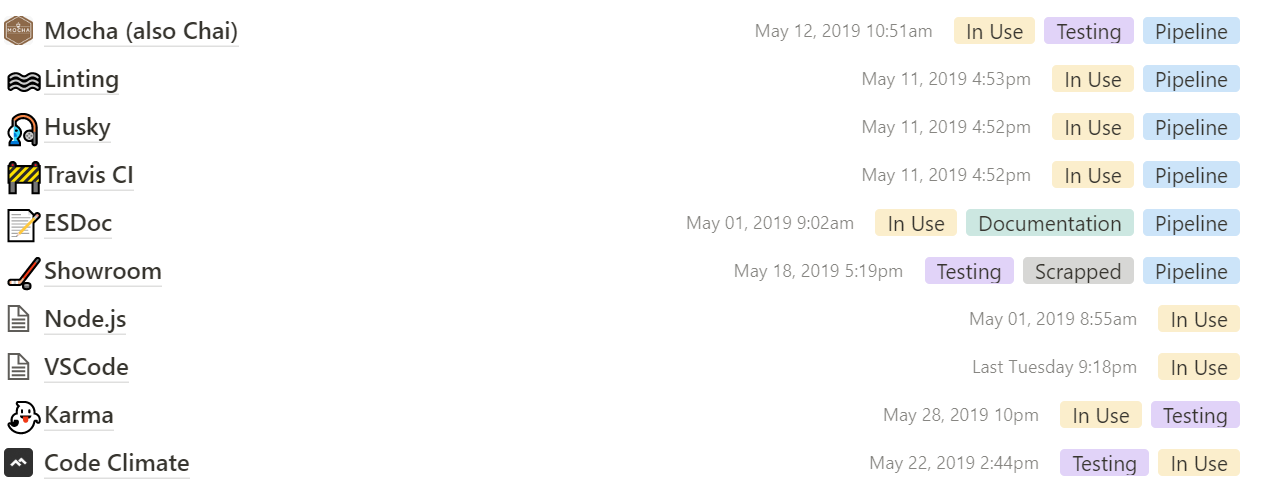 Mocha (also Chai) May 12, 2019 10:51am In Use Testing Pipeline
Linting May 11, 2019 4:53pm In Use Pipeline
Husky May 11, 2019 4:52pm In Use Pipeline
Travis CI May 11, 2019 4:52pm In Use Pipeline
ESDoc May 01, 2019 9:02am In Use Documentation Pipeline
Showroom May 18, 2019 5:19pm Testing Scrapped Pipeline
Node.js May 01, 2019 8:55am In Use
VSCode Last Tuesday 9:18pm In Use
Karma May 28, 2019 10pm In Use Testing
Code Climate May 22, 2019 2:44pm Testing In Use